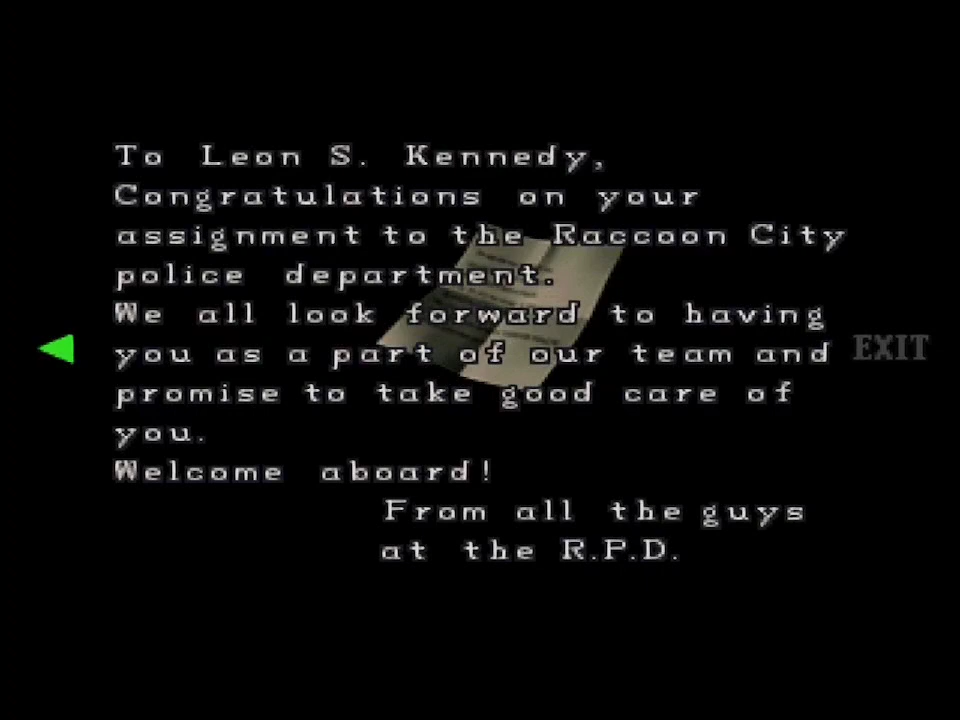 To Leon S. Kennedy,
Congratulations on your
assignment to the Raccoon City
police department.
We all look forward to having
you as a part of our team and
promise to take good care of
you.
Welcome aboard!
From all the guys
at the R.P.D.
EXIT